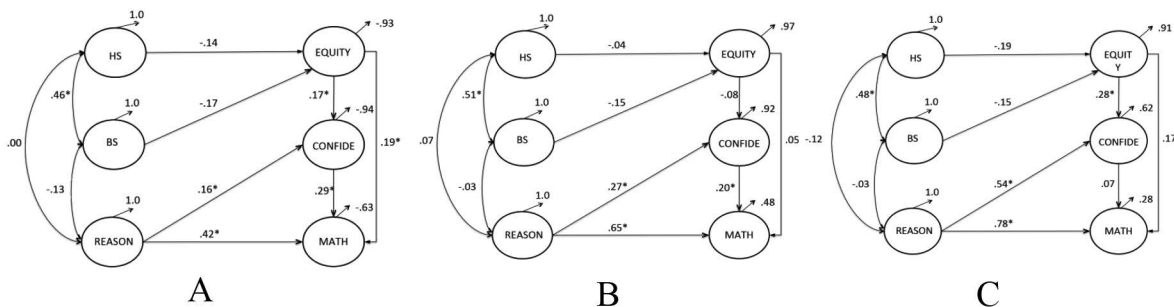 1.0
HS
-.14
EQUITY
-.93
.46*
-.17
.17*
1.0
BS
-.94
CONFIDE
.00
.19*
-.13
.16*
.29*
1.0
REASON
.42*
-.63
MATH
A
1.0
HS
-.04
EQUITY
.97
.51*
-.15
-.08
1.0
BS
.92
CONFIDE
.07
.05
-.03
.27*
.20*
1.0
REASON
.65*
.48
MATH
B
1.0
HS
-.19
EQUIT
Y
.91
.48*
-.15
.28*
1.0
BS
.62
CONFIDE
-.12
.17
-.03
.54*
.07
1.0
REASON
.78*
.28
MATH
C